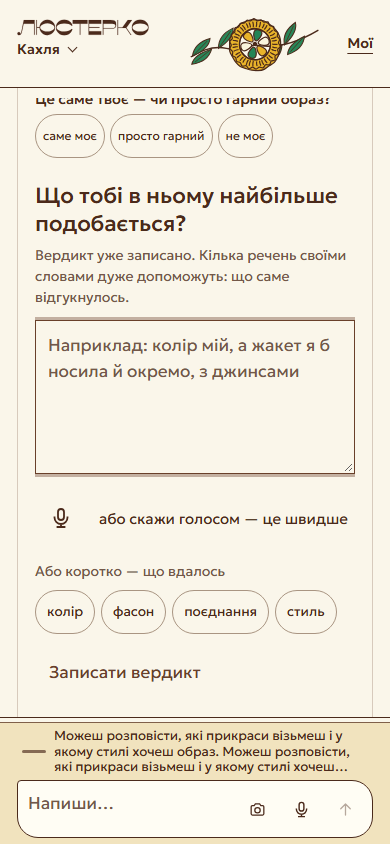 ЛЮСТЕРКО
Кахля
Мої
Це саме твоє — чи просто гарний образ?
саме моє
просто гарний
не моє
Що тобі в ньому найбільше
подобається?
Вердикт уже записано. Кілька речень своїми
словами дуже допоможуть: що саме
відгукнулось.
Наприклад: колір мій, а жакет я б
носила й окремо, з джинсами
або скажи голосом — це швидше
Або коротко — що вдалось
колір
фасон
поєднання
стиль
Записати вердикт
Можеш розповісти, які прикраси візьмеш і у
якому стилі хочеш образ. Можеш розповісти,
які прикраси візьмеш і у якому стилі хочеш…
Напиши…